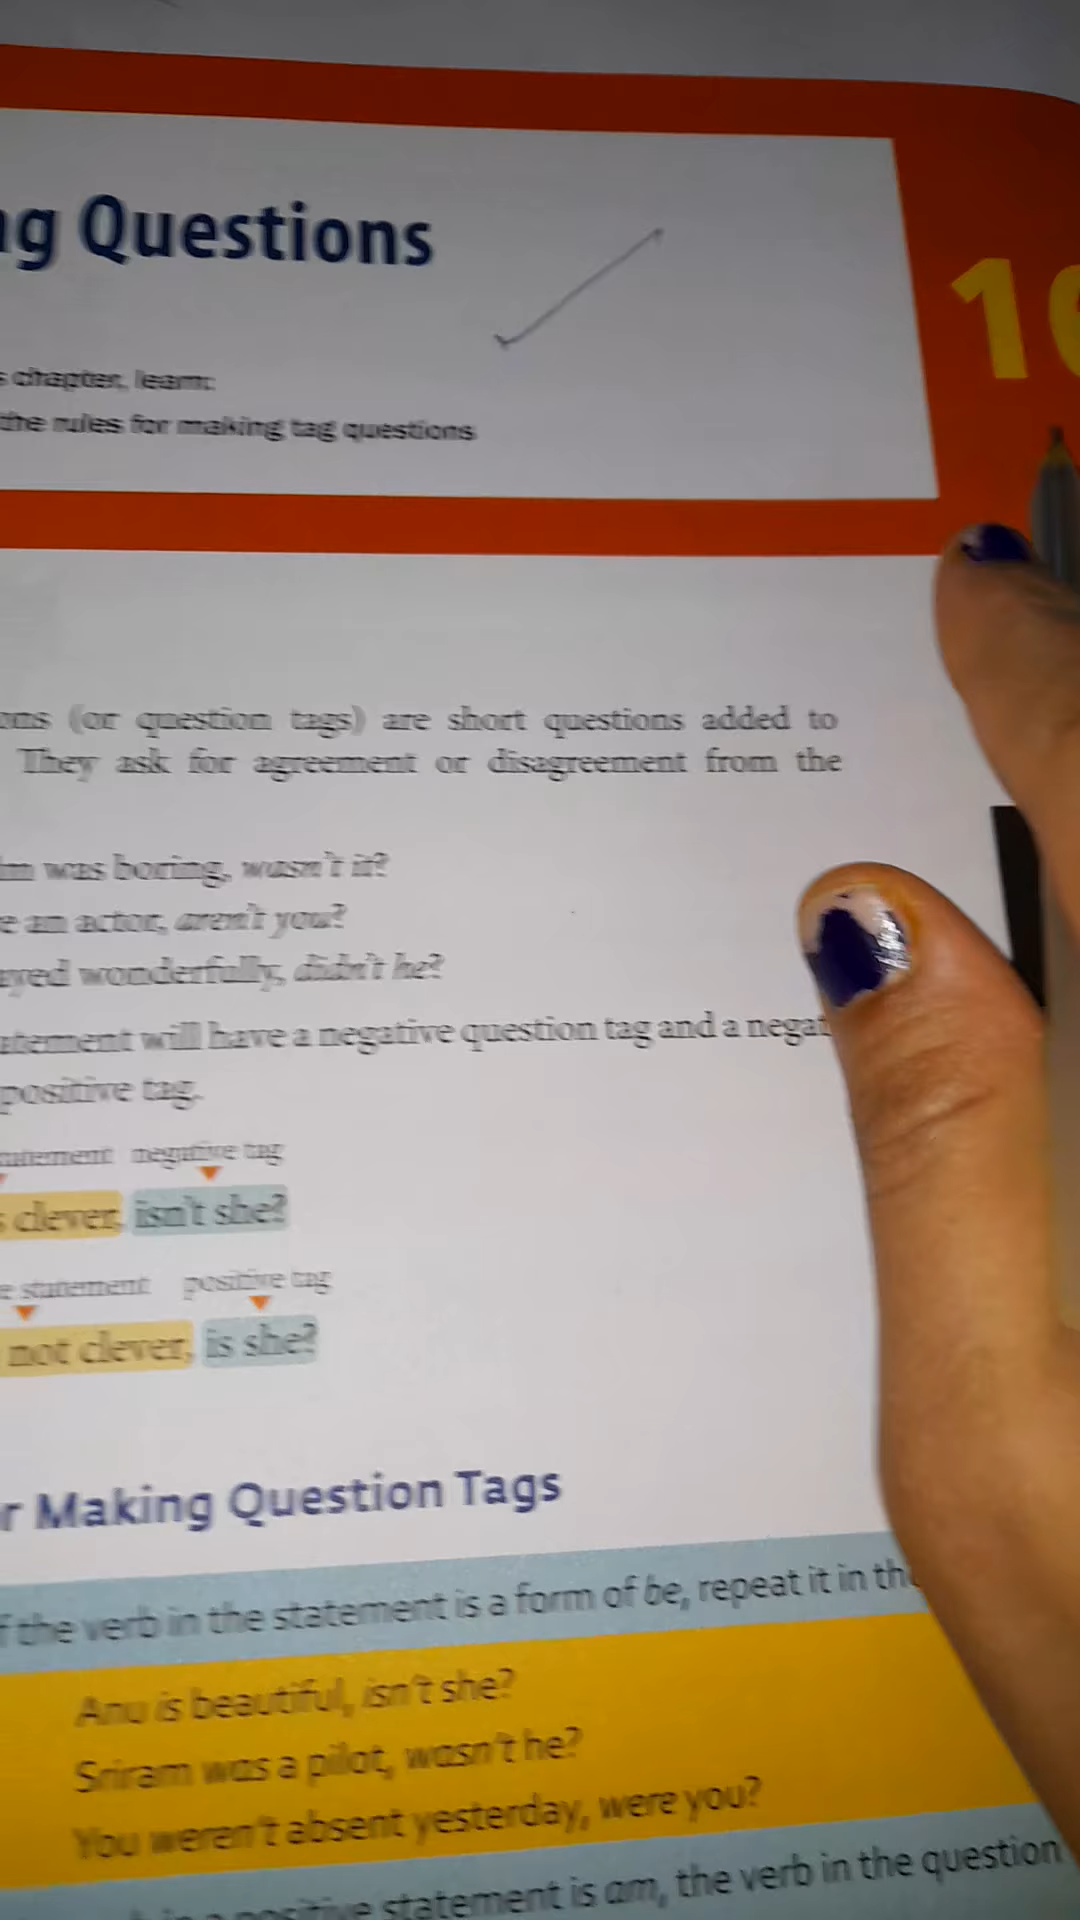 Questions
16
chapter, learn:
the rules for making tag questions
(or question tags) are short questions added to
They ask for agreement or disagreement from the
was boring, wasn't it?
an actor, aren't you?
wonderfully, didn't he?
will have a negative question tag and a
positive tag.
negative tag
clever, isn't she?
statement positive tag
not clever, is she?
Making Question Tags
the verb in the statement is a form of be, repeat it in
Anu is beautiful, isn't she?
Sriram was a pilot, wasn't he?
You weren't absent yesterday, were you?
positive statement is am, the verb in the question